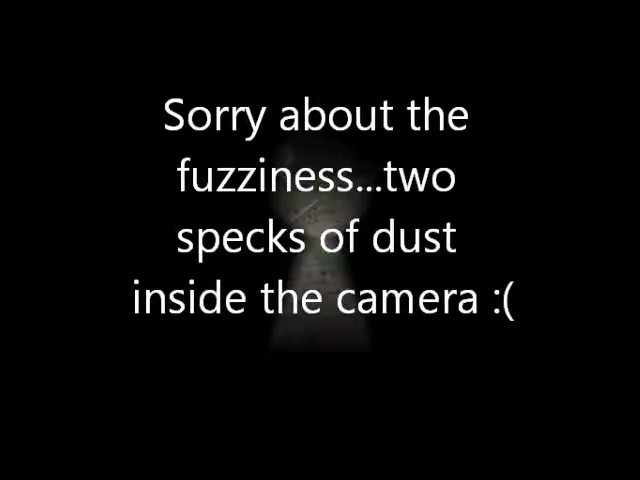 Sorry about the
fuzziness...two
specks of dust
inside the camera :(